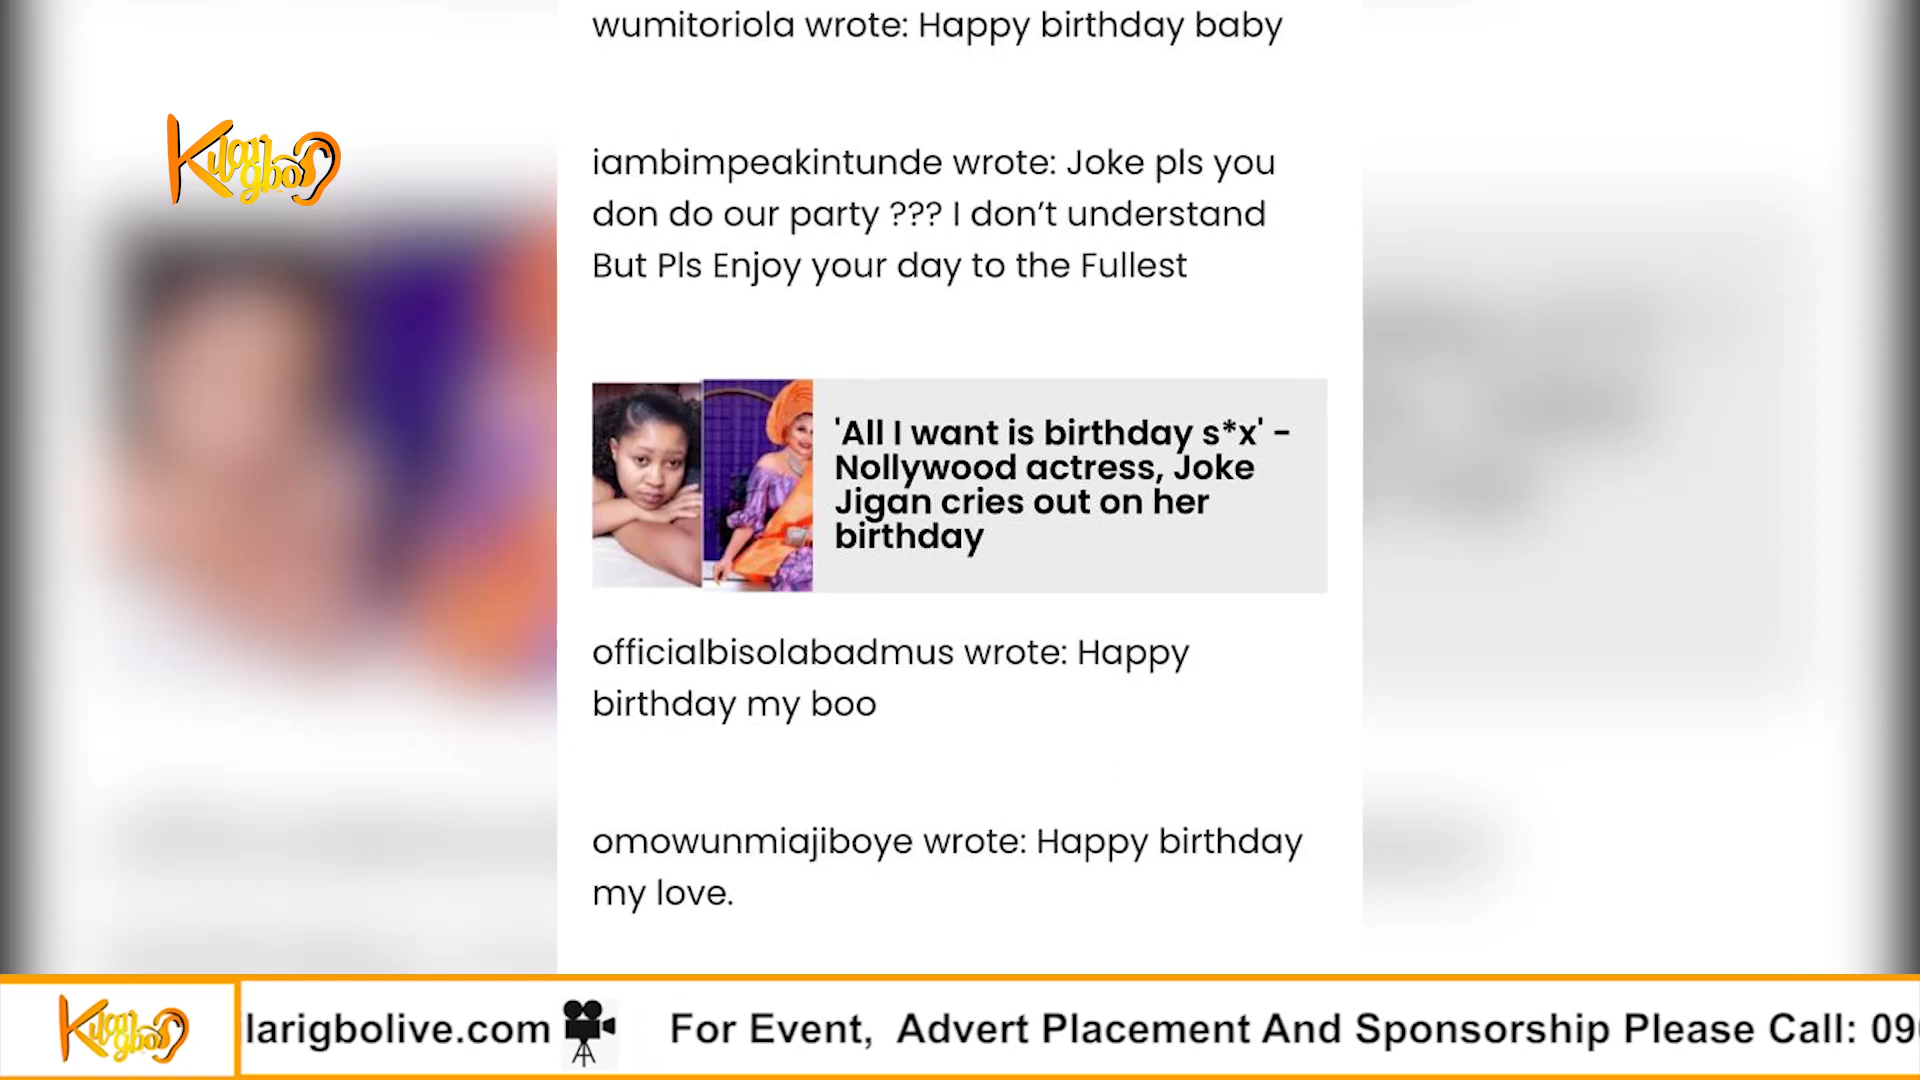 wumitoriola wrote: Happy birthday baby
iambimpeakintunde wrote: Joke pls you
don do our party ??? I don’t understand
But Pls Enjoy your day to the Fullest
'All I want is birthday s*x' -
Nollywood actress, Joke
Jigan cries out on her
birthday
officialbisolabadmus wrote: Happy
birthday my boo
omowunmiajiboye wrote: Happy birthday
my love.
larigbolive.com For Event, Advert Placement And Sponsorship Please Call: 09